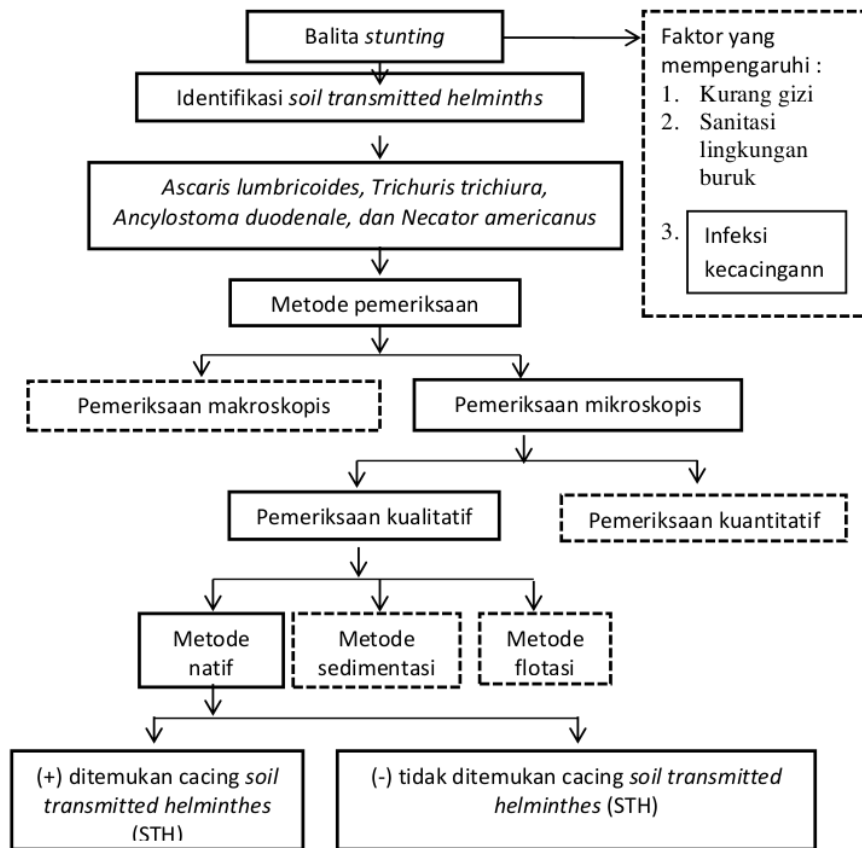 Balita stunting
Faktor yang
mempengaruhi :
1. Kurang gizi
2. Sanitasi
lingkungan
buruk
3. Infeksi
kecacingann
Identifikasi soil transmitted helminths
Ascaris lumbricoides, Trichuris trichiura,
Ancylostoma duodenale, dan Necator americanus
Metode pemeriksaan
Pemeriksaan makroskopis
Pemeriksaan mikroskopis
Pemeriksaan kualitatif
Pemeriksaan kuantitatif
Metode
natif
Metode
sedimentasi
Metode
flotasi
(+) ditemukan cacing soil
transmitted helminthes
(STH)
(-) tidak ditemukan cacing soil transmitted
helminthes (STH)